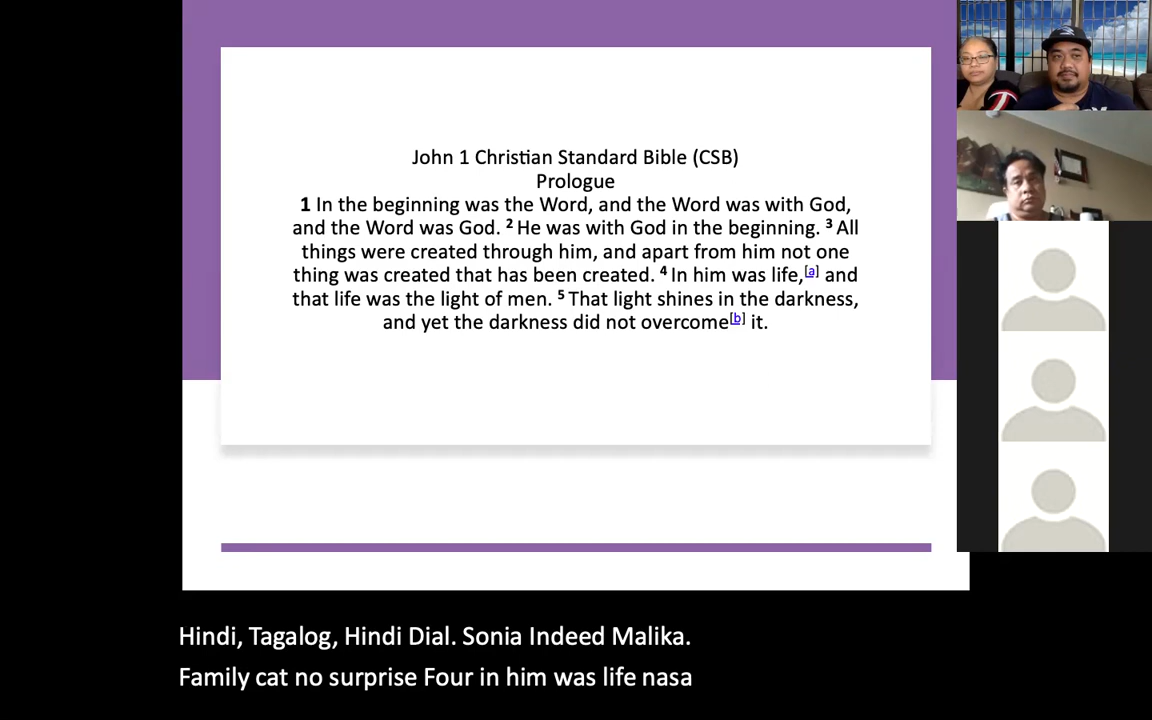 John 1 Christian Standard Bible (CSB)
Prologue
1 In the beginning was the Word, and the Word was with God,
and the Word was God. 2 He was with God in the beginning. 3 All
things were created through him, and apart from him not one
thing was created that has been created. 4 In him was life,[a] and
that life was the light of men. 5 That light shines in the darkness,
and yet the darkness did not overcome[b] it.
Hindi, Tagalog, Hindi Dial. Sonia Indeed Malika.
Family cat no surprise Four in him was life nasa